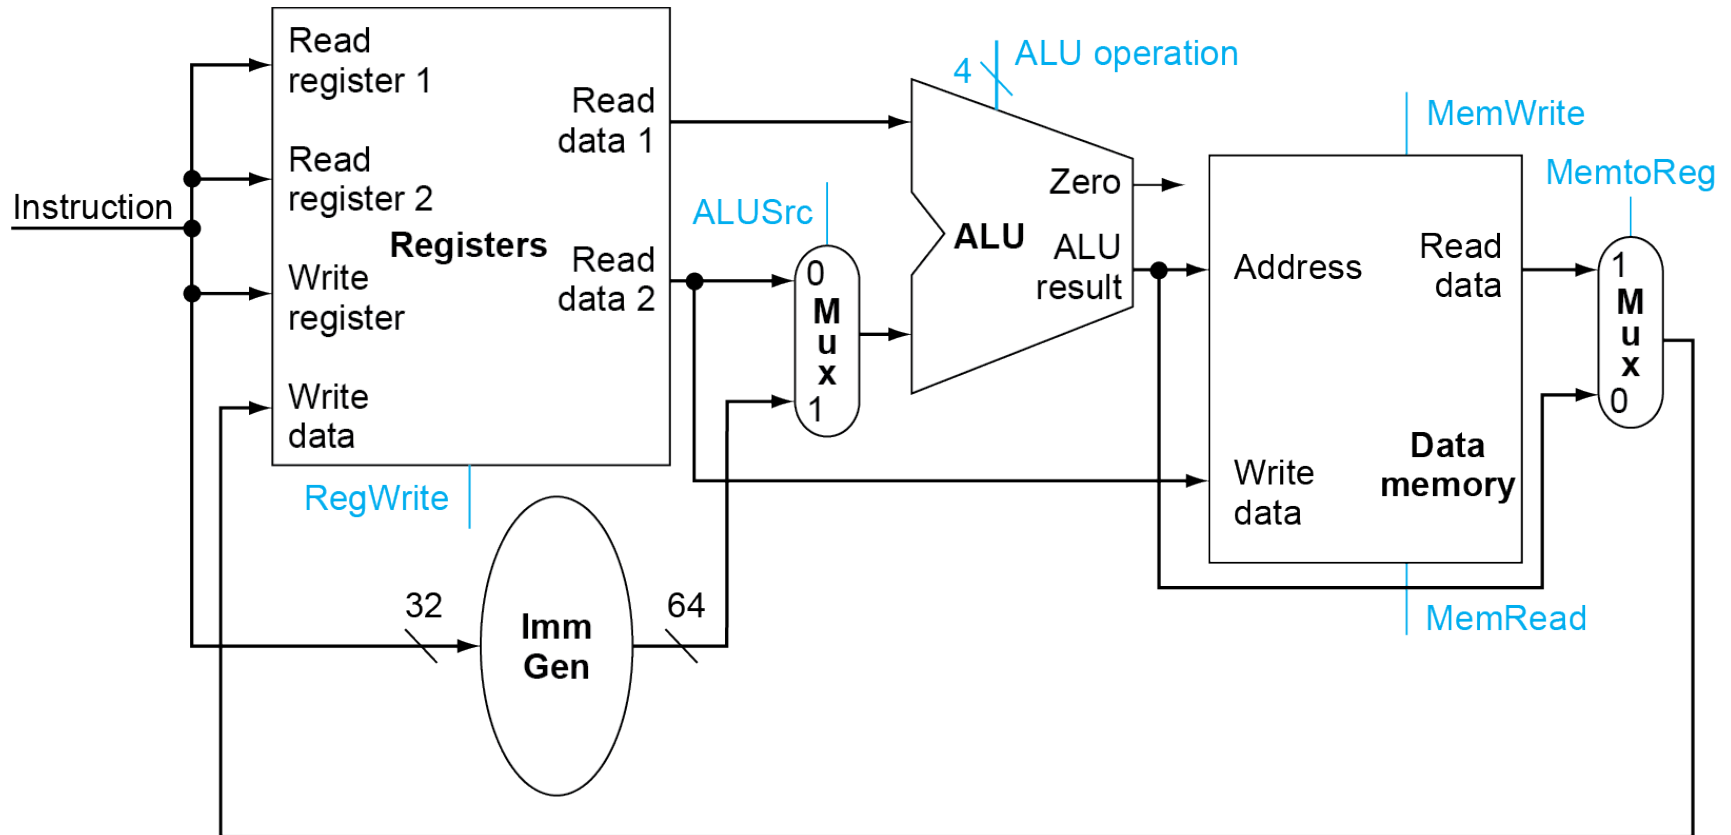 Instruction
Read
register 1
Read
register 2
Write
register
Write
data
Registers
Read
data 1
Read
data 2
RegWrite
32
Imm
Gen
64
ALUSrc
0
M
u
x
1
4
ALU operation
ALU
Zero
ALU
result
MemWrite
Address
Read
data
Write
data
Data
memory
MemRead
MemtoReg
1
M
u
x
0